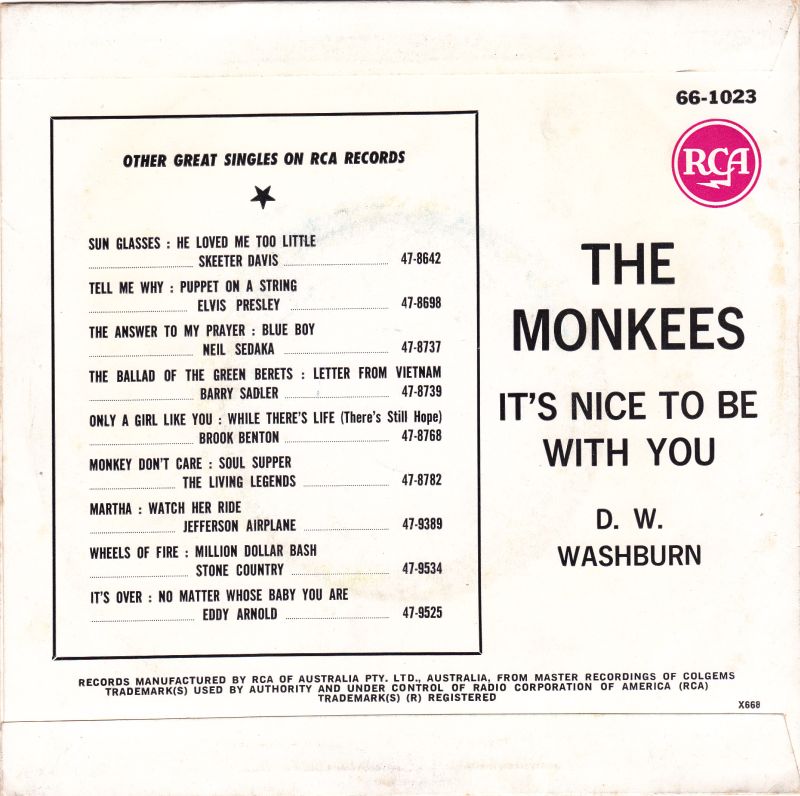 66-1023
RCA
OTHER GREAT SINGLES ON RCA RECORDS
SUN GLASSES : HE LOVED ME TOO LITTLE
SKEETER DAVIS 47-8642
TELL ME WHY : PUPPET ON A STRING
ELVIS PRESLEY 47-8698
THE ANSWER TO MY PRAYER : BLUE BOY
NEIL SEDAKA 47-8737
THE BALLAD OF THE GREEN BERETS : LETTER FROM VIETNAM
BARRY SADLER 47-8739
ONLY A GIRL LIKE YOU : WHILE THERE'S LIFE (There's Still Hope)
BROOK BENTON 47-8768
MONKEY DON'T CARE : SOUL SUPPER
THE LIVING LEGENDS 47-8782
MARTHA : WATCH HER RIDE
JEFFERSON AIRPLANE 47-9389
WHEELS OF FIRE : MILLION DOLLAR BASH
STONE COUNTRY 47-9534
IT'S OVER : NO MATTER WHOSE BABY YOU ARE
EDDY ARNOLD 47-9525
THE
MONKEES
IT'S NICE TO BE
WITH YOU
D. W.
WASHBURN
RECORDS MANUFACTURED BY RCA OF AUSTRALIA PTY. LTD., AUSTRALIA, FROM MASTER RECORDINGS OF COLGEMS
TRADEMARK(S) USED BY AUTHORITY AND UNDER CONTROL OF RADIO CORPORATION OF AMERICA (RCA)
TRADEMARK(S) (R) REGISTERED
X668